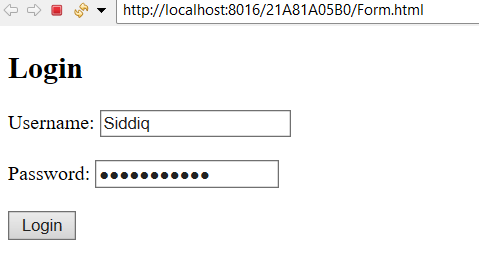 http://localhost:8016/21A81A05B0/Form.html
Login
Username: Siddiq
Password: ●●●●●●●●●●●
Login